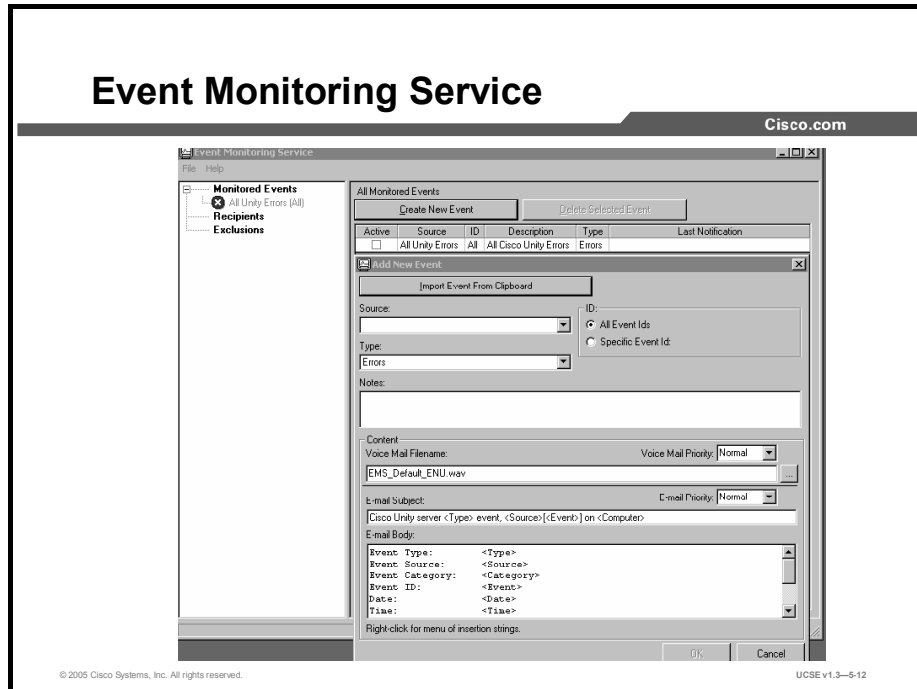 Event Monitoring Service
Cisco.com
Event Monitoring Service
File Help
Monitored Events
All Unity Errors (All)
Recipients
Exclusions
All Monitored Events
Create New Event
Delete Selected Event
Active Source ID Description Type Last Notification
All Unity Errors All All Cisco Unity Errors Errors
Add New Event
Import Event From Clipboard
Source:
ID:
All Event Ids
Specific Event Id:
Type:
Errors
Notes:
Content
Voice Mail Filename:
Voice Mail Priority: Normal
EMS_Default_ENU.wav
...
E-mail Subject:
E-mail Priority: Normal
Cisco Unity server <Type> event, <Source>[<Event>] on <Computer>
E-mail Body:
Event Type: <Type>
Event Source: <Source>
Event Category: <Category>
Event ID: <Event>
Date: <Date>
Time: <Time>
Right-click for menu of insertion strings.
OK Cancel
© 2005 Cisco Systems, Inc. All rights reserved.
UCSE v1.3—5-12